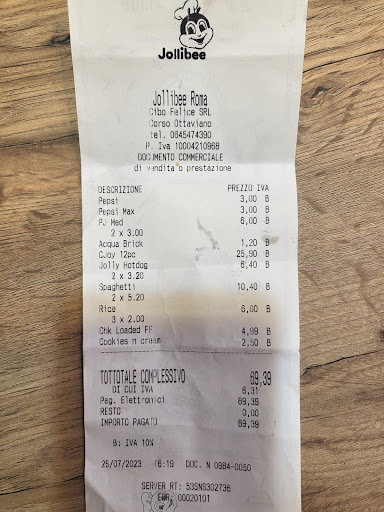 Jollibee
Jollibee Roma
Cibo Felice SRL
Corso Ottaviano
tel. 0645474390
P. Iva 10004210968
DOCUMENTO COMMERCIALE
di vendita o prestazione
DESCRIZIONE PREZZO IVA
Pepsi 3,00 B
Pepsi Max 3,00 B
PJ Med 6,00 B
2 x 3.00
Acqua Brick 1,20 B
CJoy 12pc 25,90 B
Jolly Hotdog 6,40 B
2 x 3.20
Spaghetti 10,40 B
2 x 5.20
Rice 6,00 B
3 x 2.00
Chk Loaded FF 4,99 B
Cookies n cream 2,50 B
TOTTOTALE COMPLESSIVO 69,39
DI CUI IVA 6,31
Pag. Elettronici 69,39
RESTO 0,00
IMPORTO PAGATO 69,39
B: IVA 10%
25/07/2023 16:19 DOC. N 0984-0050
SERVER RT: 53SNS302736
00020101